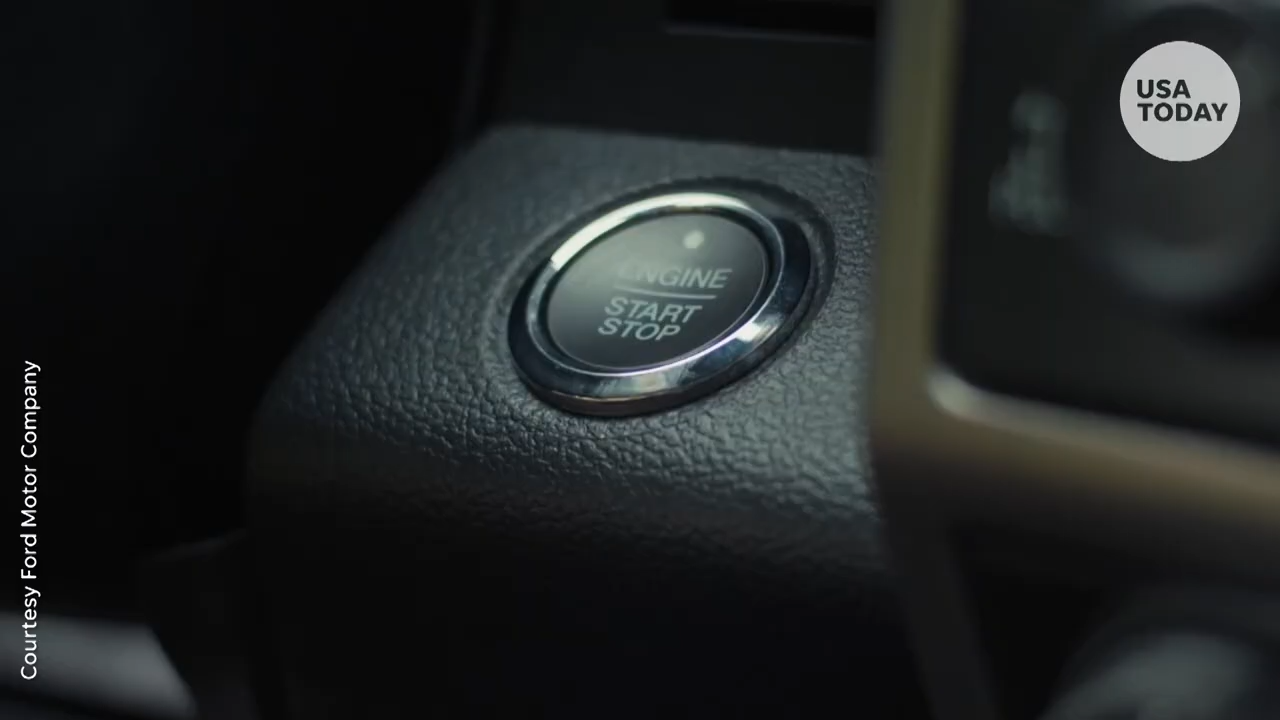 USA
TODAY
ENGINE
START
STOP
Courtesy Ford Motor Company